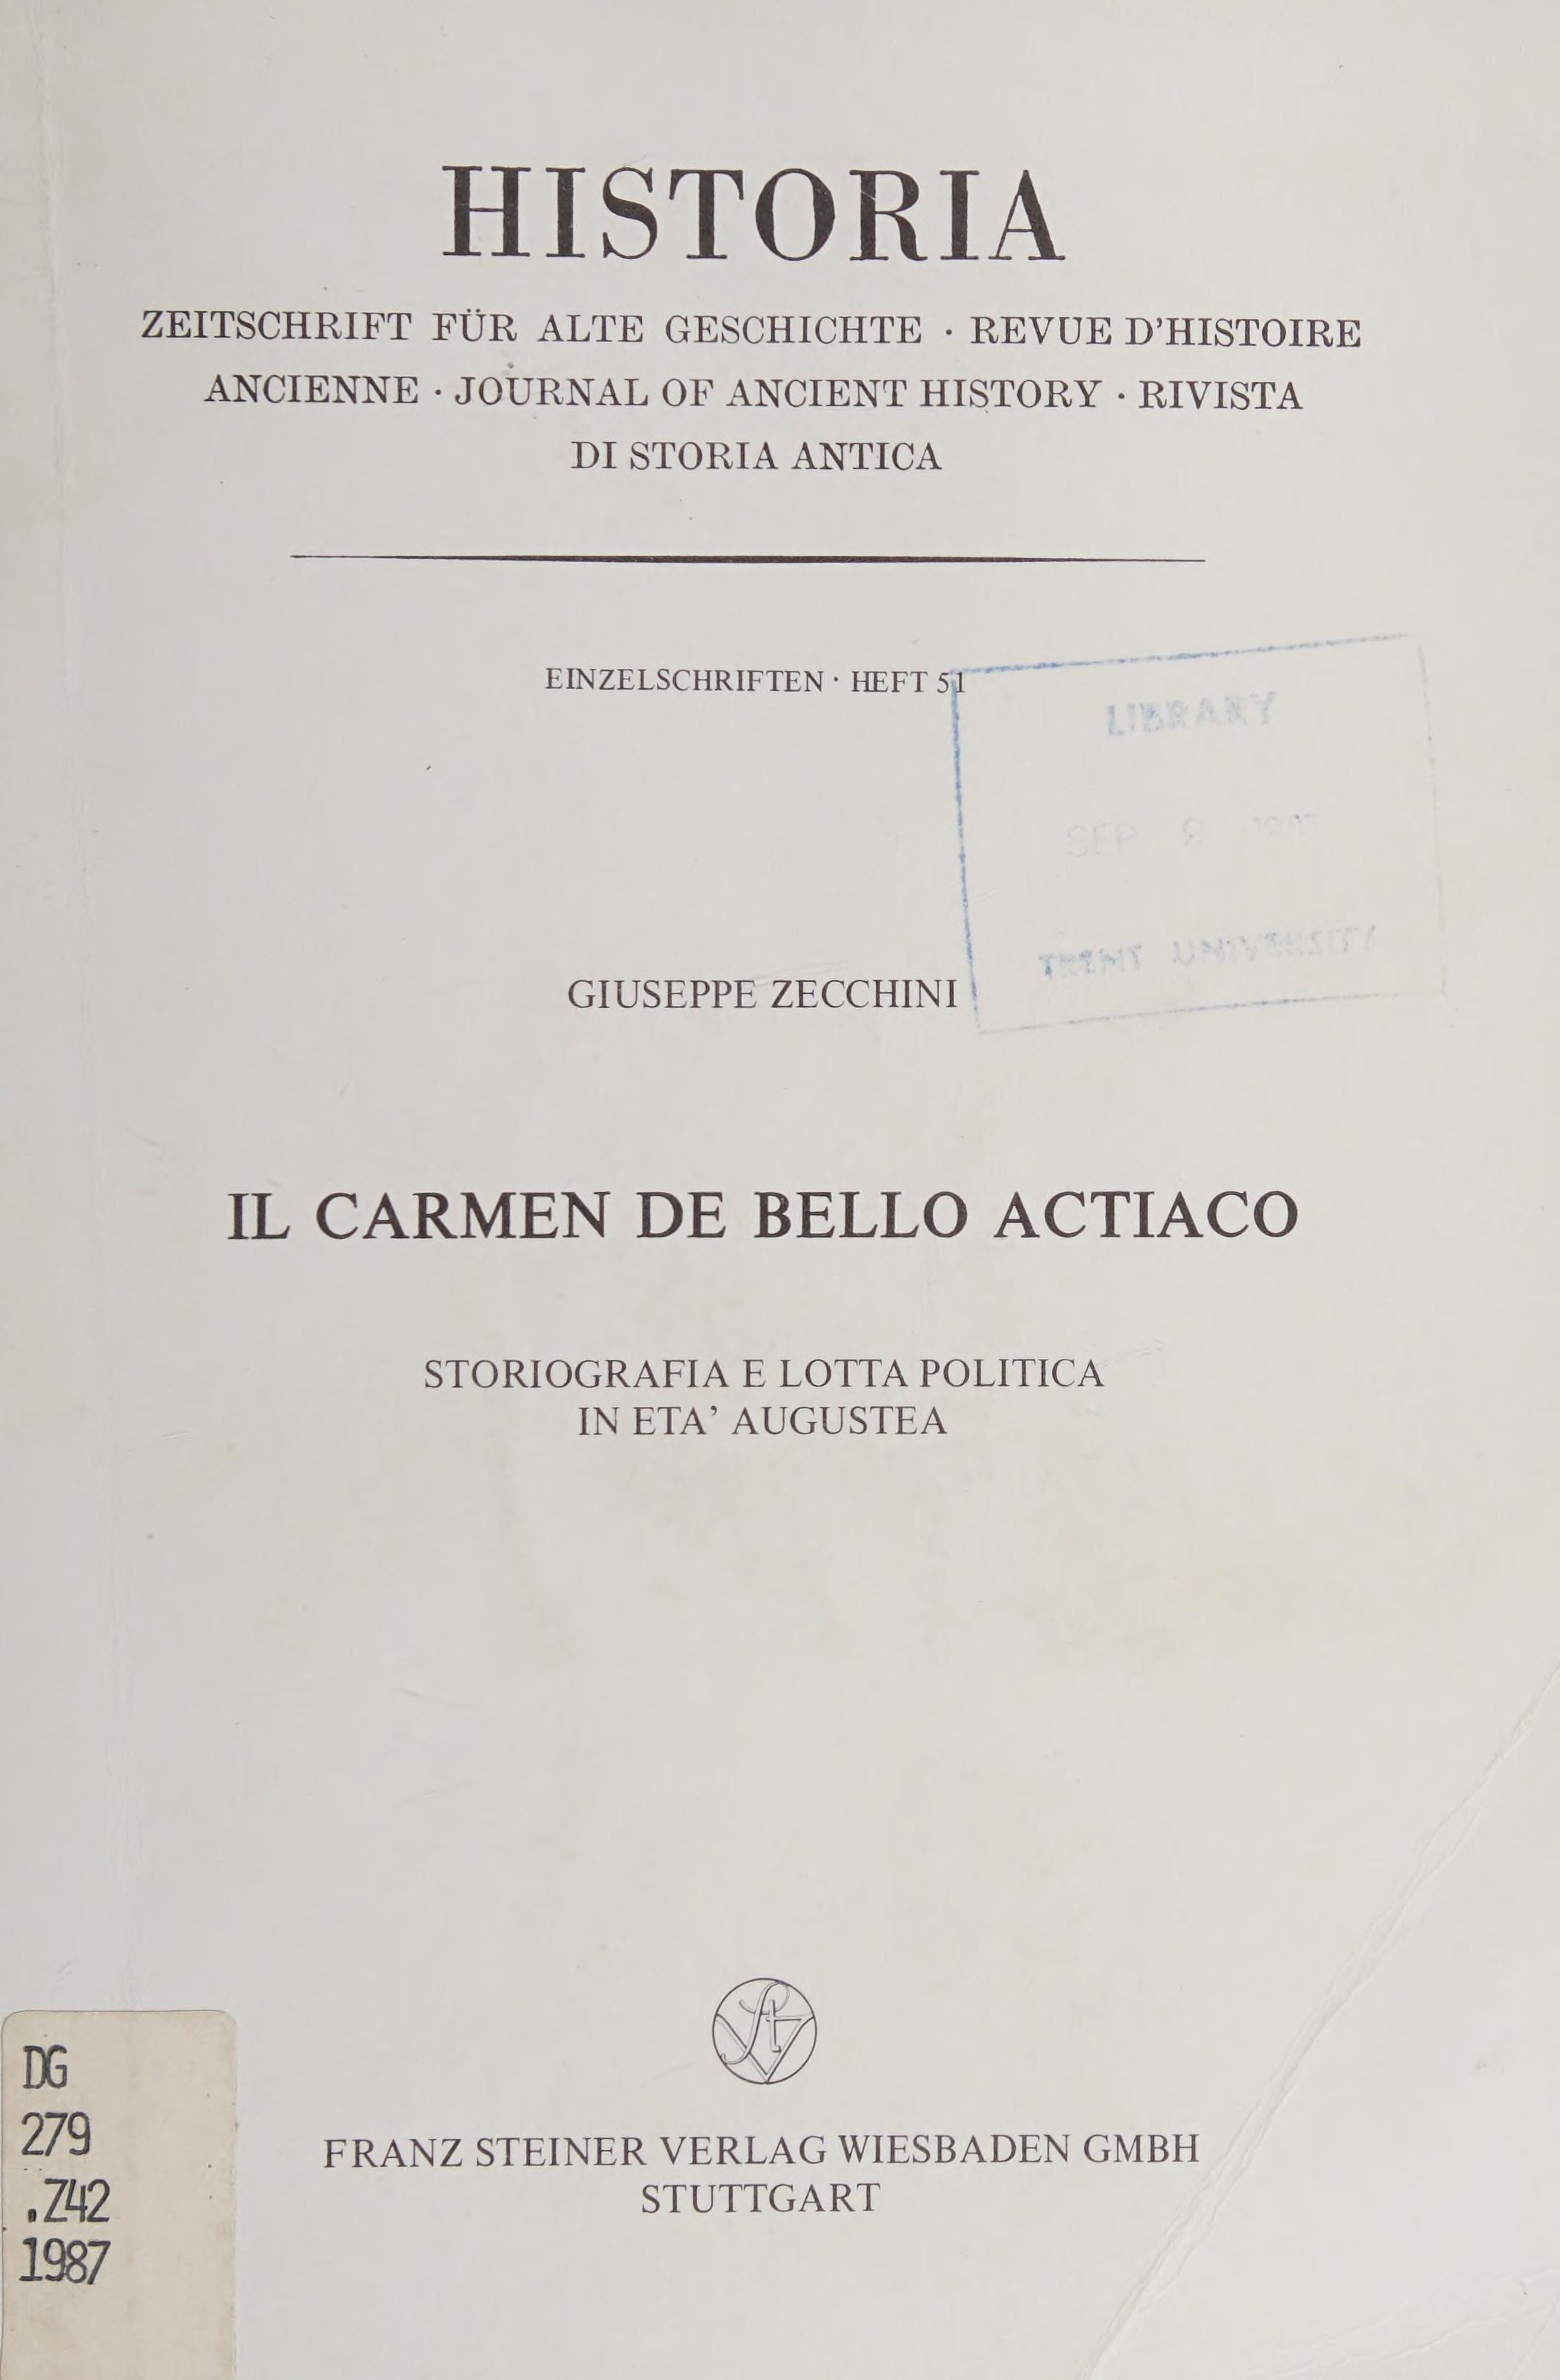 HISTORIA
ZEITSCHRIFT FÜR ALTE GESCHICHTE · REVUE D'HISTOIRE
ANCIENNE · JOURNAL OF ANCIENT HISTORY · RIVISTA
DI STORIA ANTICA
EINZELSCHRIFTEN · HEFT 51
LIBRARY
SEP 8
TRENT UNIVERSITY
GIUSEPPE ZECCHINI
IL CARMEN DE BELLO ACTIACO
STORIOGRAFIA E LOTTA POLITICA
IN ETA’ AUGUSTEA
FRANZ STEINER VERLAG WIESBADEN GMBH
STUTTGART
DG
279
.Z42
1987